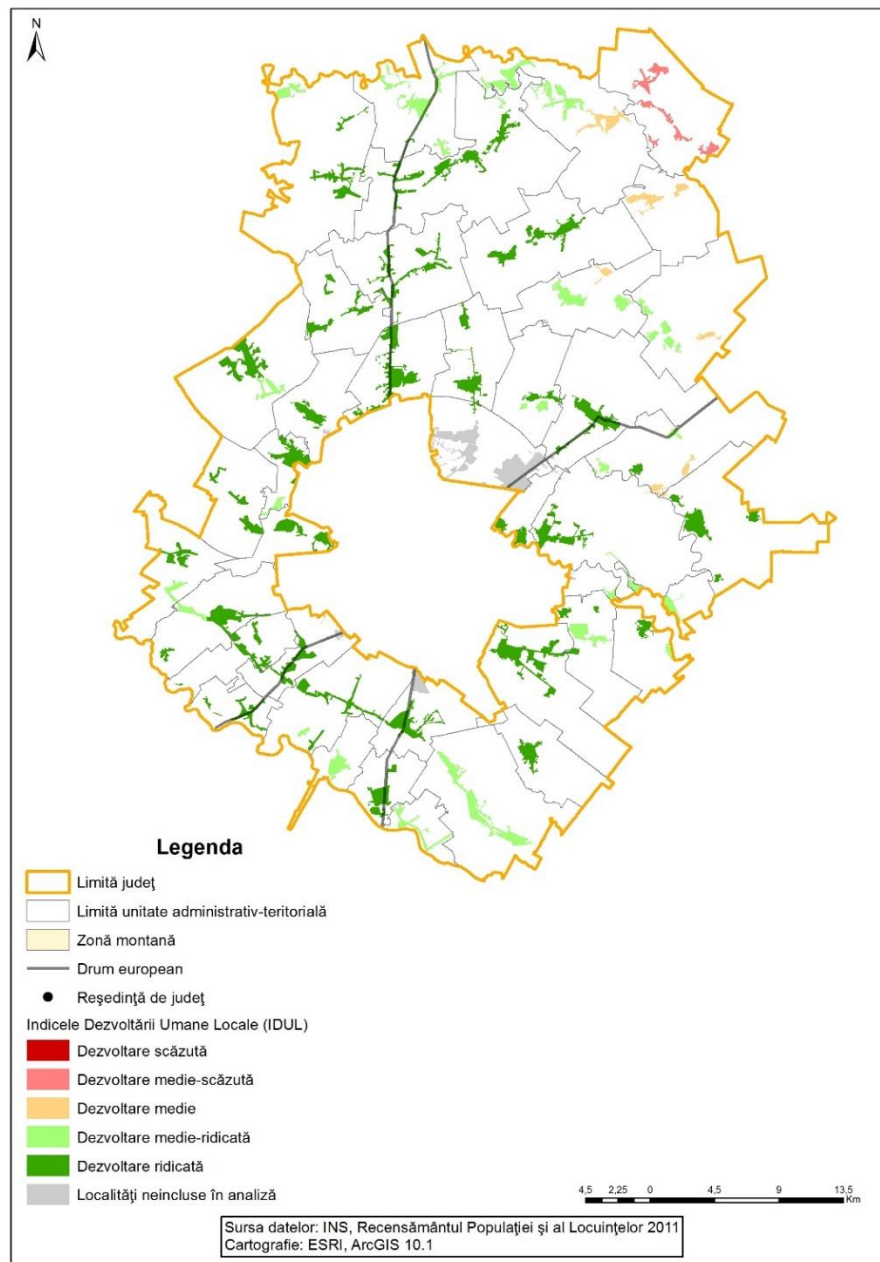 N
Legenda
Limită judeţ
Limită unitate administrativ-teritorială
Zonă montană
Drum european
Reşedinţă de judeţ
Indicele Dezvoltării Umane Locale (IDUL)
Dezvoltare scăzută
Dezvoltare medie-scăzută
Dezvoltare medie
Dezvoltare medie-ridicată
Dezvoltare ridicată
Localităţi neincluse în analiză
4,5 2,25 0 4,5 9 13,5
Km
Sursa datelor: INS, Recensământul Populaţiei şi al Locuinţelor 2011
Cartografie: ESRI, ArcGIS 10.1